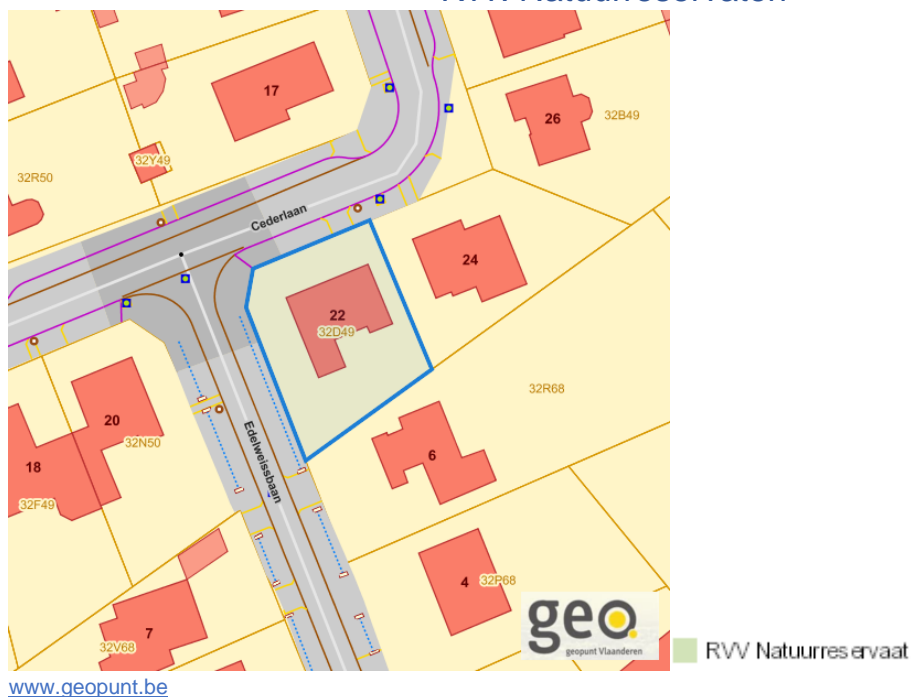 17
26
32B49
32Y49
32R50
Cederlaan
24
22
32D49
32R68
20
32N50
Edelweissbaan
6
18
32F49
4
32P68
7
32V68
geo.
geopunt Vlaanderen
RVV Natuurreservaat
www.geopunt.be